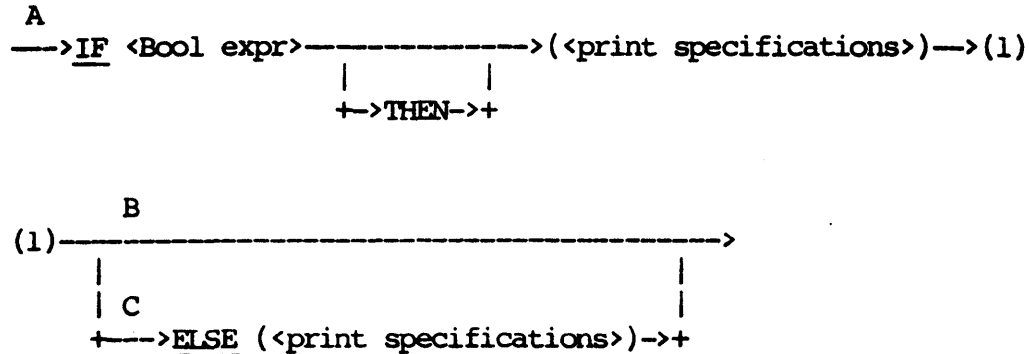 A
--->IF <Bool expr>--------------->(<print specifications>)-->(1)
|          |
+->THEN->+
B
(1)-------------------------------------------->
|                                      |
| C                                    |
+--->ELSE (<print specifications>)->+